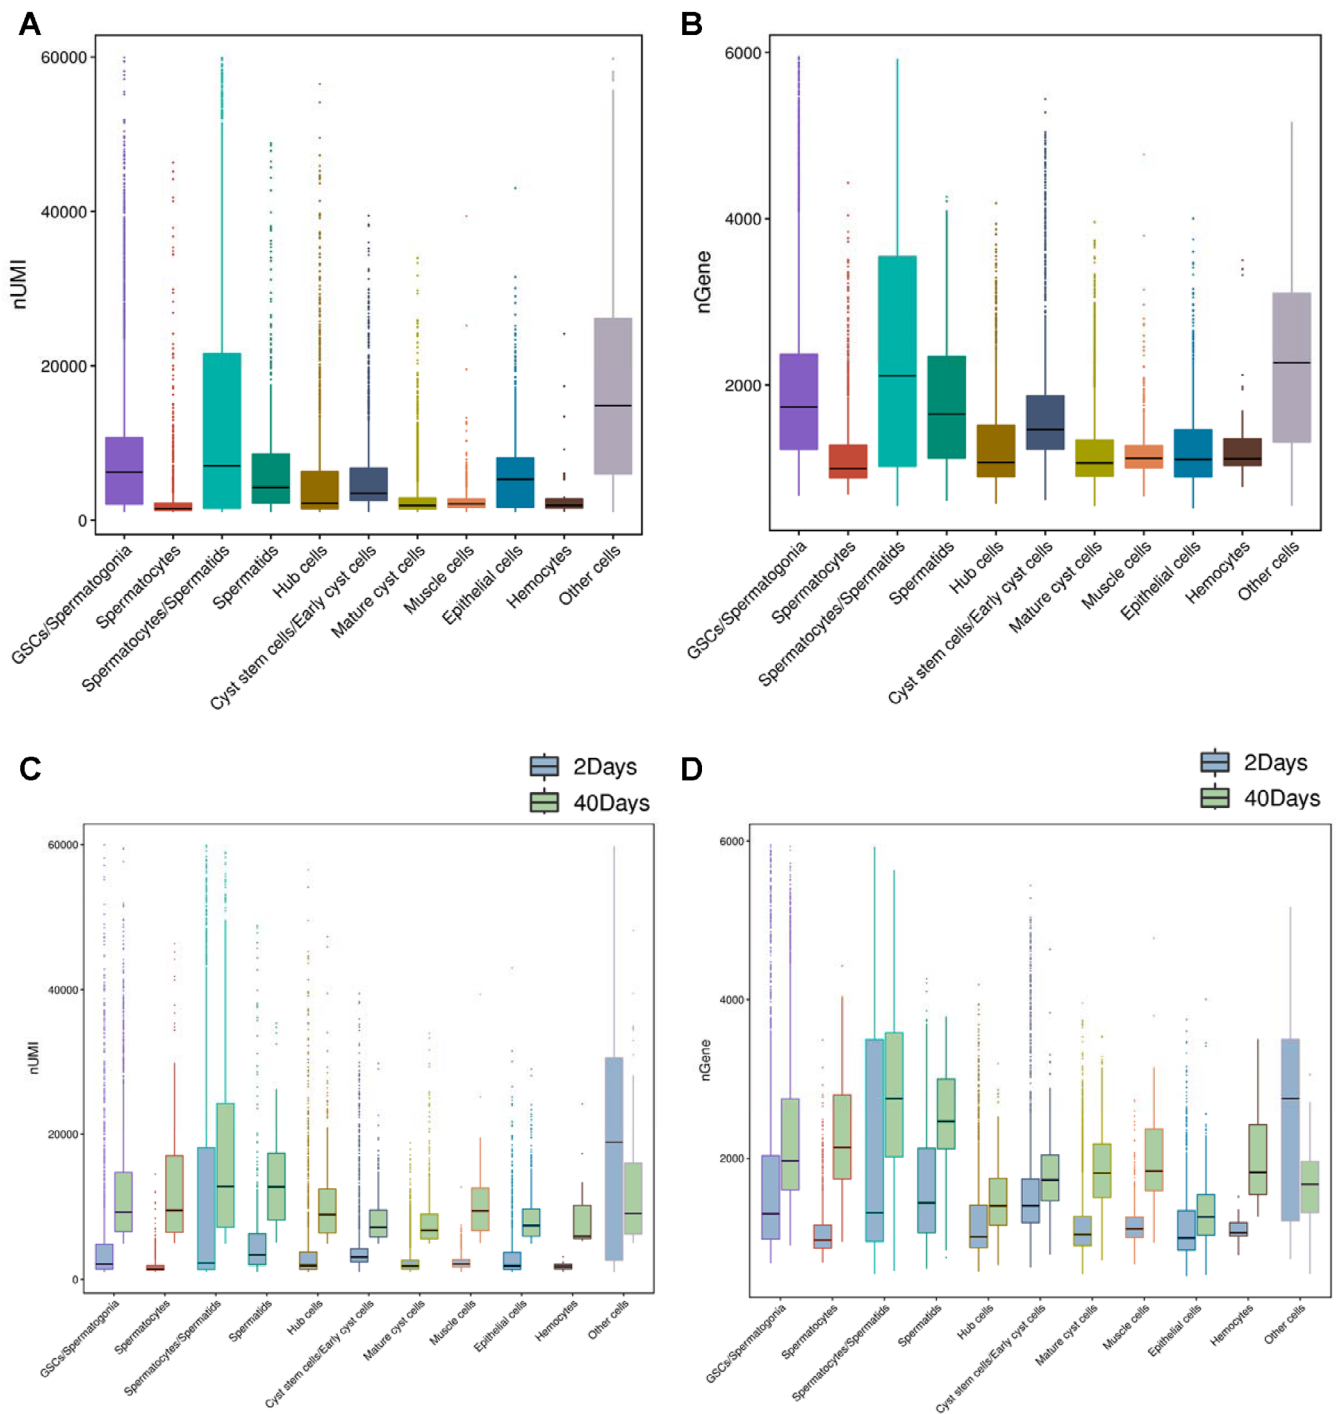 A
60000
40000
20000
0
nUMI
GSCs/Spermatogonia
Spermatocytes
Spermatocytes/Spermatids
Spermatids
Hub cells
Cyst stem cells/Early cyst cells
Mature cyst cells
Muscle cells
Epithelial cells
Hemocytes
Other cells
B
6000
4000
2000
nGene
GSCs/Spermatogonia
Spermatocytes
Spermatocytes/Spermatids
Spermatids
Hub cells
Cyst stem cells/Early cyst cells
Mature cyst cells
Muscle cells
Epithelial cells
Hemocytes
Other cells
C
2Days
40Days
60000
40000
20000
0
nUMI
GSCs/Spermatogonia
Spermatocytes
Spermatocytes/Spermatids
Spermatids
Hub cells
Cyst stem cells/Early cyst cells
Mature cyst cells
Muscle cells
Epithelial cells
Hemocytes
Other cells
D
2Days
40Days
6000
4000
2000
nGene
GSCs/Spermatogonia
Spermatocytes
Spermatocytes/Spermatids
Spermatids
Hub cells
Cyst stem cells/Early cyst cells
Mature cyst cells
Muscle cells
Epithelial cells
Hemocytes
Other cells